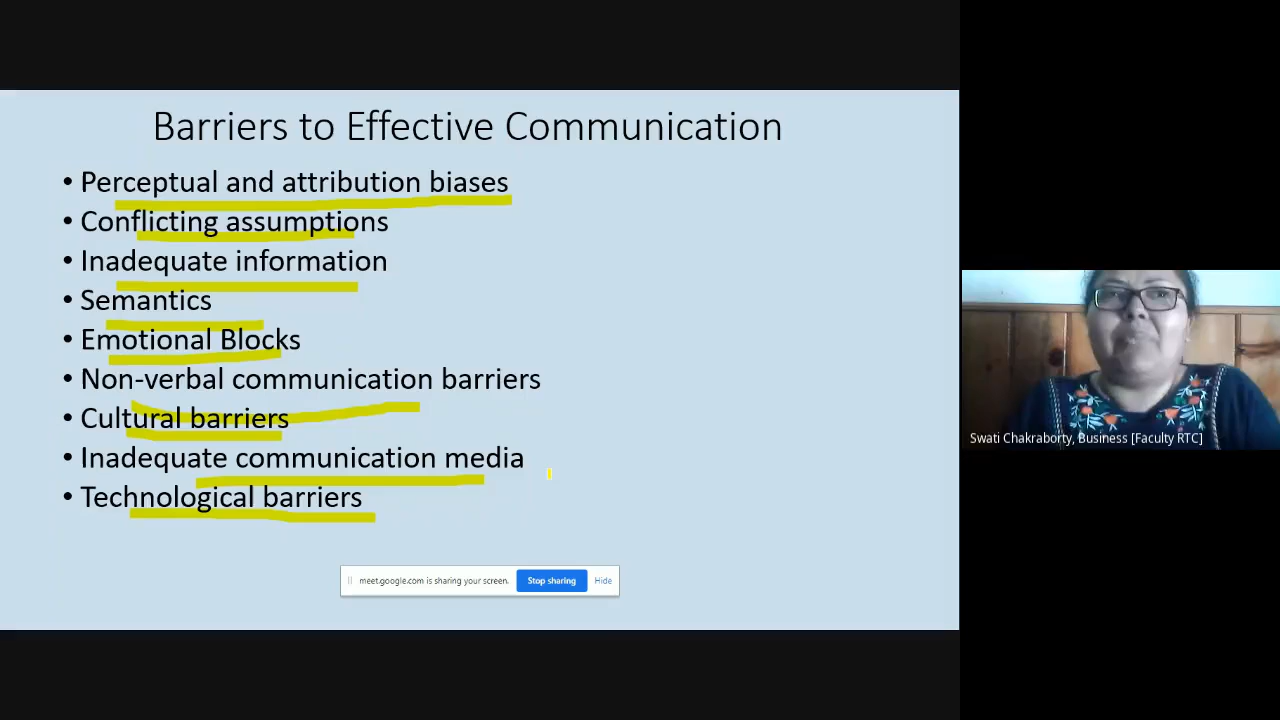 Barriers to Effective Communication
• Perceptual and attribution biases
• Conflicting assumptions
• Inadequate information
• Semantics
• Emotional Blocks
• Non-verbal communication barriers
• Cultural barriers
• Inadequate communication media
• Technological barriers
meet.google.com is sharing your screen. Stop sharing Hide
Swati Chakraborty, Business [Faculty RTC]